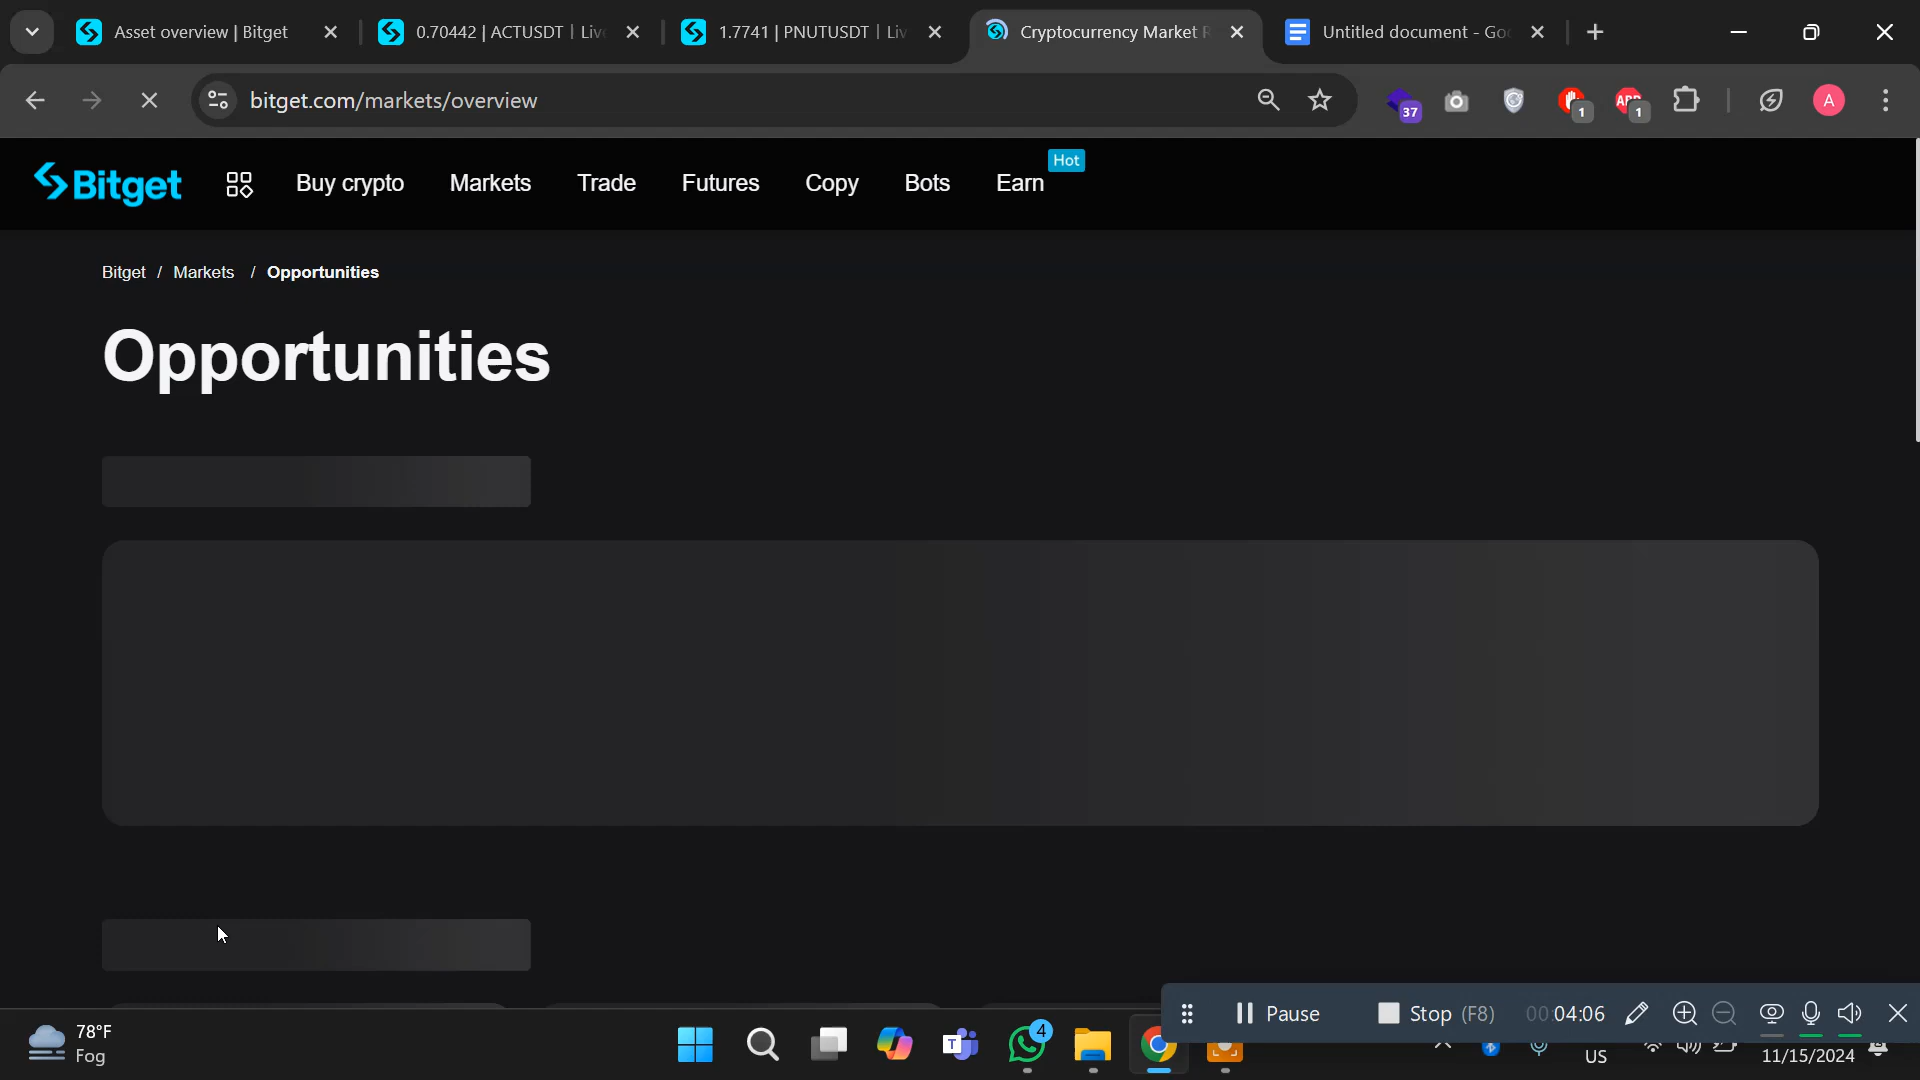 Asset overview | Bitget
0.70442 | ACTUSDT | Liv
1.7741 | PNUTUSDT | Liv
Cryptocurrency Market R
Untitled document - Goo
bitget.com/markets/overview
37
1
ABP
1
A
Bitget
Buy crypto
Markets
Trade
Futures
Copy
Bots
Earn
Hot
Bitget / Markets / Opportunities
Opportunities
Pause
Stop (F8)
00:04:06
78°F
Fog
T
4
US
11/15/2024